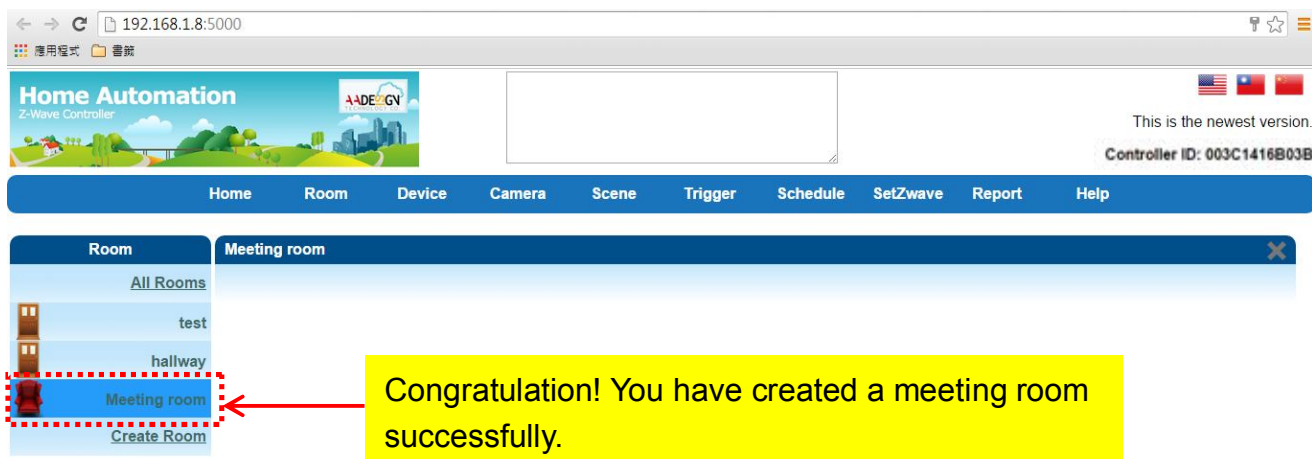 192.168.1.8:5000
應用程式 書籤
Home Automation
Z-Wave Controller
AADESIGN
This is the newest version.
Controller ID: 003C1416B03B
Home Room Device Camera Scene Trigger Schedule SetZwave Report Help
Room
Meeting room
All Rooms
test
hallway
Meeting room
Create Room
Congratulation! You have created a meeting room
successfully.